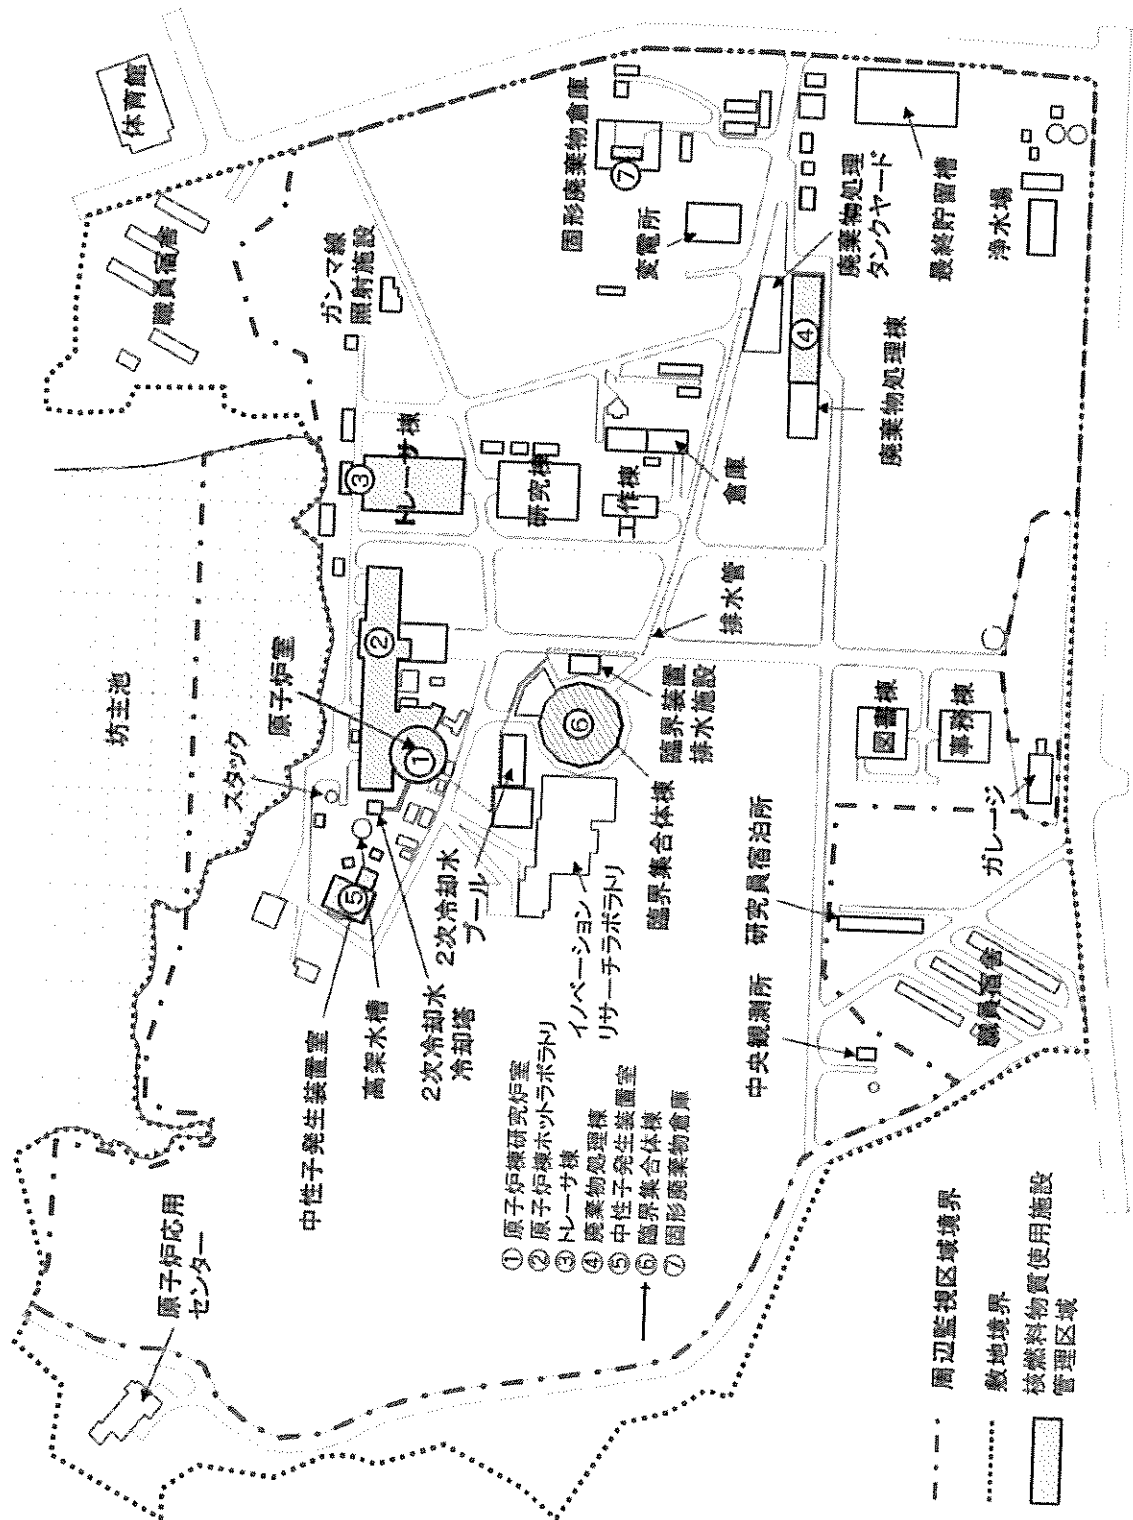 原子炉応用
センター
坊主池
体育館
職員宿舎
スタック
原子炉室
ガンマ線
照射施設
中性子発生装置室
高架水槽
2次冷却水
冷却塔
2次冷却水
プール
⑤
①
②
③
トレーサ棟
研究棟
工作棟
倉庫
固形廃棄物倉庫
⑦
変電所
イノベーション
リサーチラボラトリ
臨界集合体棟
⑥
臨界装置
排水施設
排水管
廃棄物処理棟
④
廃棄物処理
タンクヤード
最終貯留槽
浄水場
① 原子炉棟研究炉室
② 原子炉棟ホットラボラトリ
③ トレーサ棟
④ 廃棄物処理棟
⑤ 中性子発生装置室
⑥ 臨界集合体棟
⑦ 固形廃棄物倉庫
中央観測所
研究員宿泊所
職員宿舎
図書棟
事務棟
ガレージ
周辺監視区域境界
敷地境界
核燃料物質使用施設
管理区域